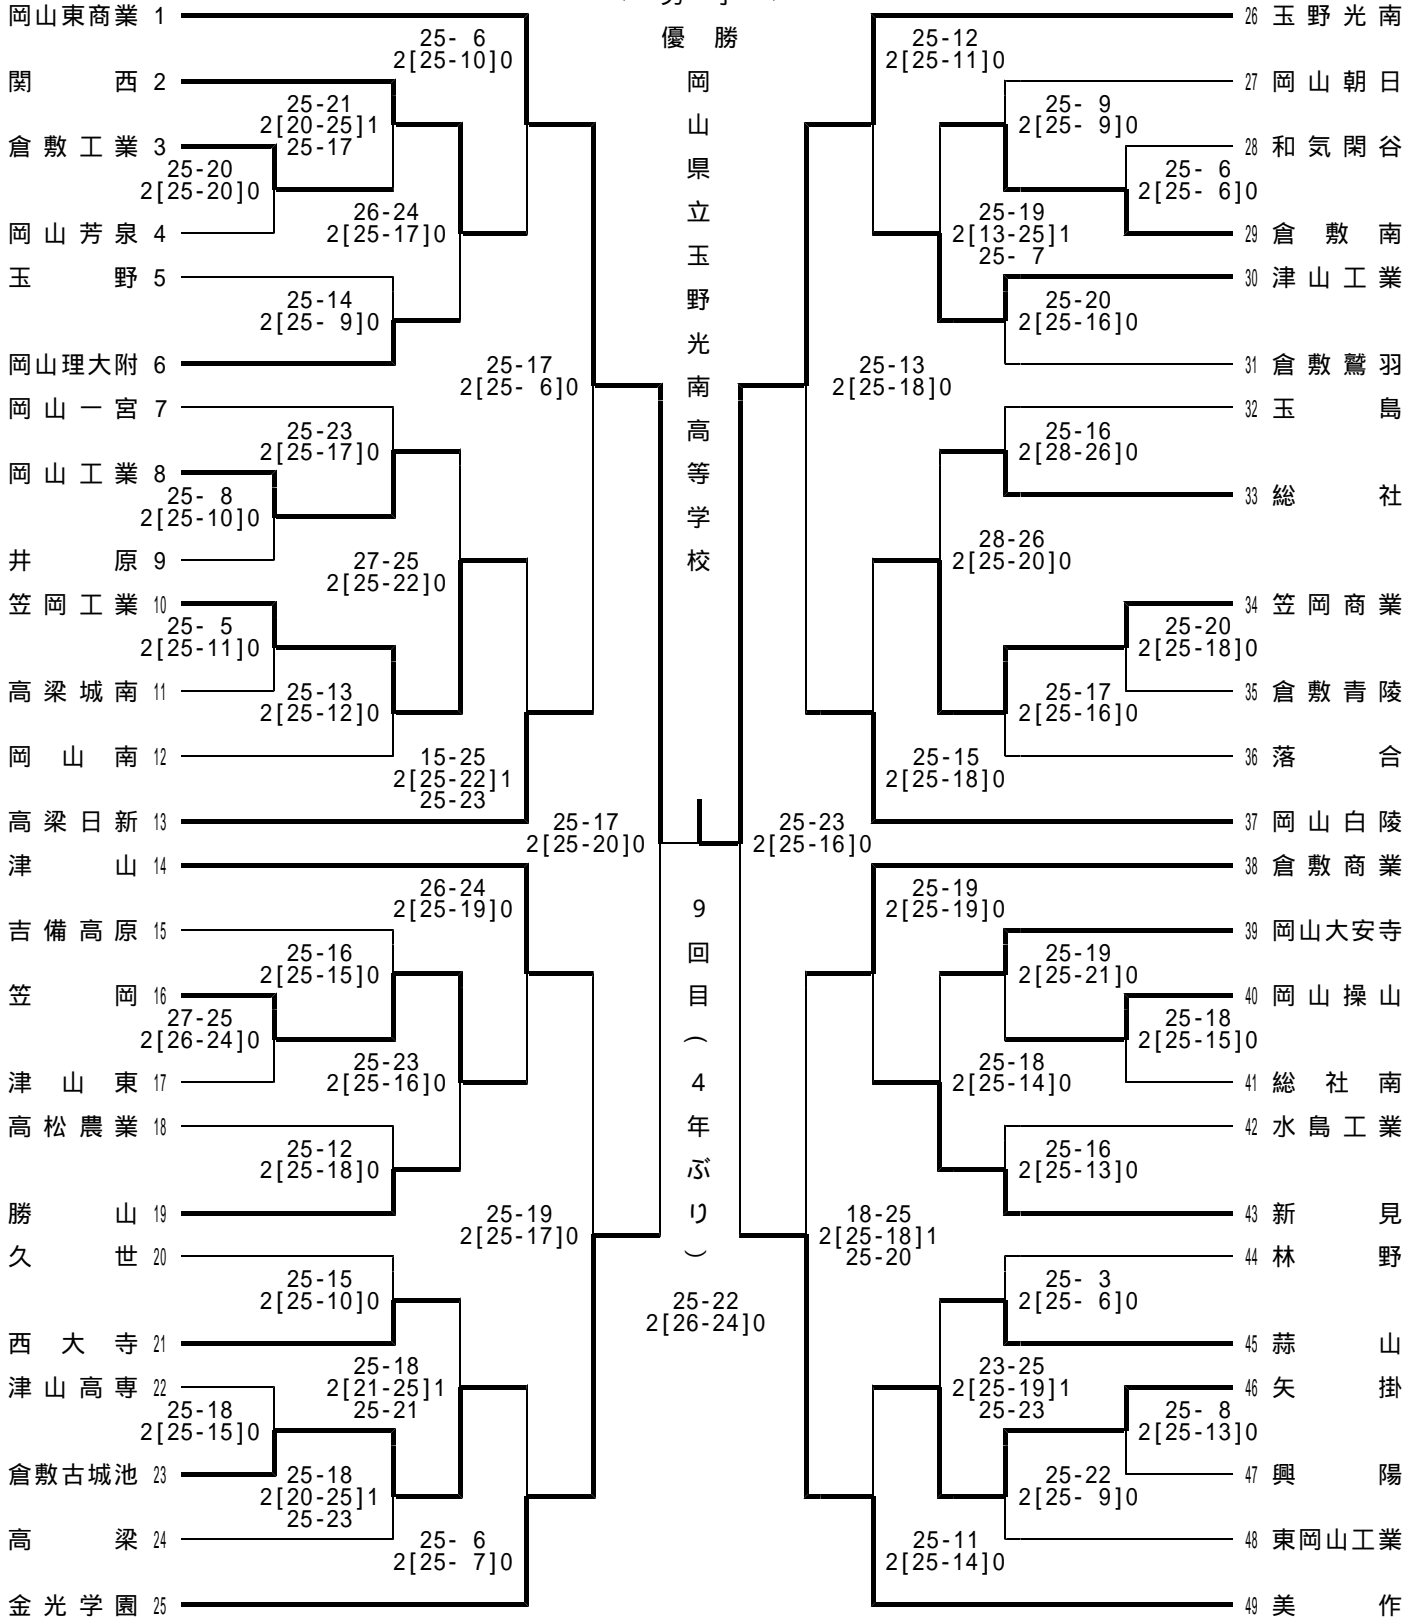 優 勝
岡山県立玉野光南高等学校
9回目（4年ぶり）
岡山東商業 1
関 西 2
倉敷工業 3
岡山芳泉 4
玉 野 5
岡山理大附 6
岡山一宮 7
岡山工業 8
井 原 9
笠岡工業 10
高梁城南 11
岡山南 12
高梁日新 13
津 山 14
吉備高原 15
笠 岡 16
津山東 17
高松農業 18
勝 山 19
久 世 20
西大寺 21
津山高専 22
倉敷古城池 23
高 梁 24
金光学園 25
25- 6
2[25-10]0
25-21
2[20-25]1
25-17
25-20
2[25-20]0
26-24
2[25-17]0
25-14
2[25- 9]0
25-17
2[25- 6]0
25-23
2[25-17]0
25- 8
2[25-10]0
27-25
2[25-22]0
25- 5
2[25-11]0
25-13
2[25-12]0
15-25
2[25-22]1
25-23
25-17
2[25-20]0
26-24
2[25-19]0
25-16
2[25-15]0
27-25
2[26-24]0
25-23
2[25-16]0
25-12
2[25-18]0
25-19
2[25-17]0
25-15
2[25-10]0
25-18
2[21-25]1
25-21
25-18
2[25-15]0
25-18
2[20-25]1
25-23
25- 6
2[25- 7]0
25-22
2[26-24]0
26 玉野光南
27 岡山朝日
28 和気閑谷
29 倉敷南
30 津山工業
31 倉敷鷲羽
32 玉 島
33 総 社
34 笠岡商業
35 倉敷青陵
36 落 合
37 岡山白陵
38 倉敷商業
39 岡山大安寺
40 岡山操山
41 総社南
42 水島工業
43 新 見
44 林 野
45 蒜 山
46 矢 掛
47 興 陽
48 東岡山工業
49 美 作
25-12
2[25-11]0
25- 9
2[25- 9]0
25- 6
2[25- 6]0
25-19
2[13-25]1
25- 7
25-20
2[25-16]0
25-13
2[25-18]0
25-16
2[28-26]0
28-26
2[25-20]0
25-20
2[25-18]0
25-17
2[25-16]0
25-15
2[25-18]0
25-23
2[25-16]0
25-19
2[25-19]0
25-19
2[25-21]0
25-18
2[25-15]0
25-18
2[25-14]0
25-16
2[25-13]0
18-25
2[25-18]1
25-20
25- 3
2[25- 6]0
23-25
2[25-19]1
25-23
25- 8
2[25-13]0
25-22
2[25- 9]0
25-11
2[25-14]0